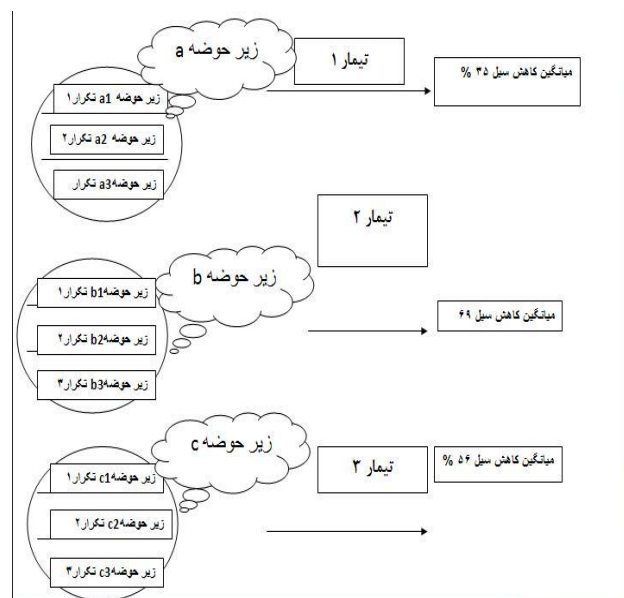 زیر حوضه a
تیمار ۱
میانگین کاهش سیل ۳۵ %
زیر حوضه a1 تکرار۱
زیر حوضه a2 تکرار۲
زیر حوضهa3 تکرار
تیمار ۲
زیر حوضه b
میانگین کاهش سیل ۶۹
زیر حوضهb1 تکرار۱
زیر حوضهb2 تکرار۲
زیر حوضهb3 تکرار۳
زیر حوضه c
تیمار ۳
میانگین کاهش سیل ۵۶ %
زیر حوضهc1 تکرار۱
زیر حوضهc2 تکرار۲
زیر حوضهc3 تکرار۳